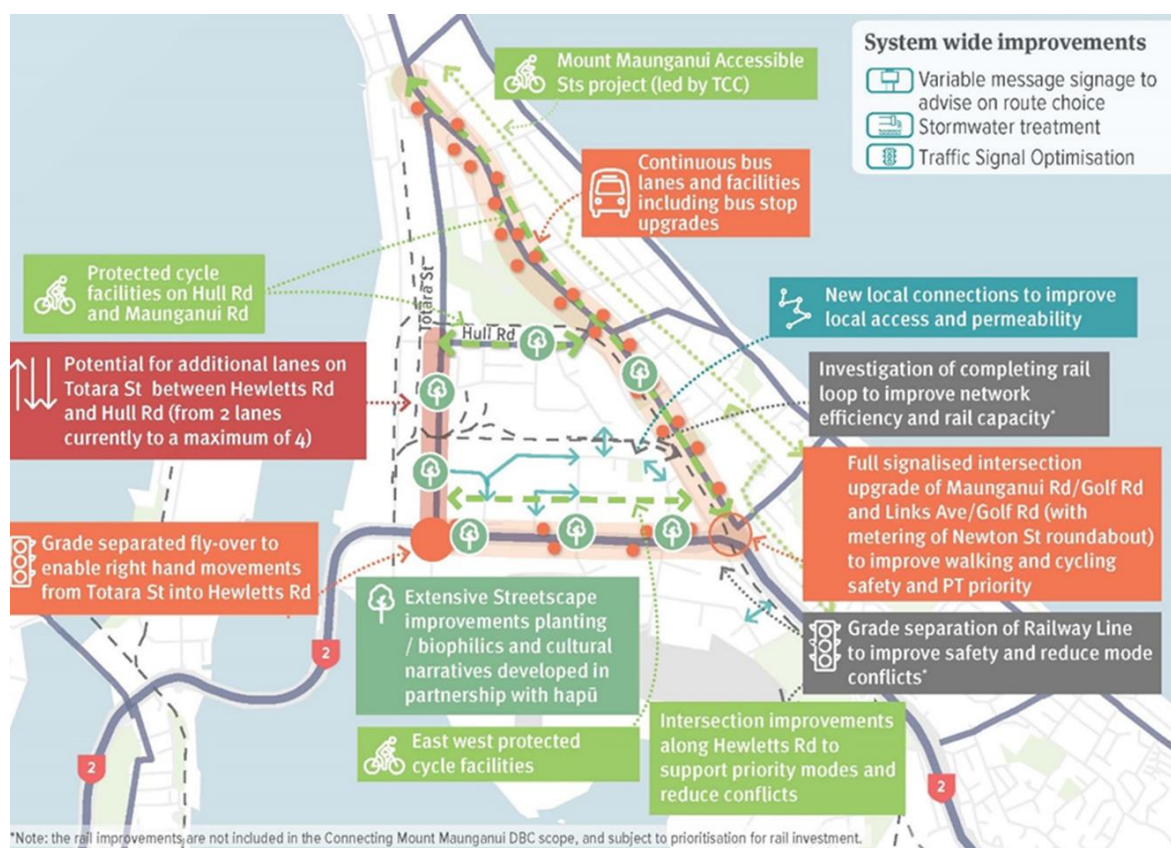 System wide improvements
Variable message signage to
advise on route choice
Stormwater treatment
Traffic Signal Optimisation
Mount Maunganui Accessible
Sts project (led by TCC)
Continuous bus
lanes and facilities
including bus stop
upgrades
Protected cycle
facilities on Hull Rd
and Maunganui Rd
Totara St
Hull Rd
New local connections to improve
local access and permeability
Potential for additional lanes on
Totara St between Hewletts Rd
and Hull Rd (from 2 lanes
currently to a maximum of 4)
Investigation of completing rail
loop to improve network
efficiency and rail capacity*
Full signalised intersection
upgrade of Maunganui Rd/Golf Rd
and Links Ave/Golf Rd (with
metering of Newton St roundabout)
to improve walking and cycling
safety and PT priority
Grade separated fly-over to
enable right hand movements
from Totara St into Hewletts Rd
Extensive Streetscape
improvements planting
/ biophilics and cultural
narratives developed in
partnership with hapū
Grade separation of Railway Line
to improve safety and reduce mode
conflicts*
East west protected
cycle facilities
Intersection improvements
along Hewletts Rd to
support priority modes and
reduce conflicts
2
2
2
*Note: the rail improvements are not included in the Connecting Mount Maunganui DBC scope, and subject to prioritisation for rail investment.